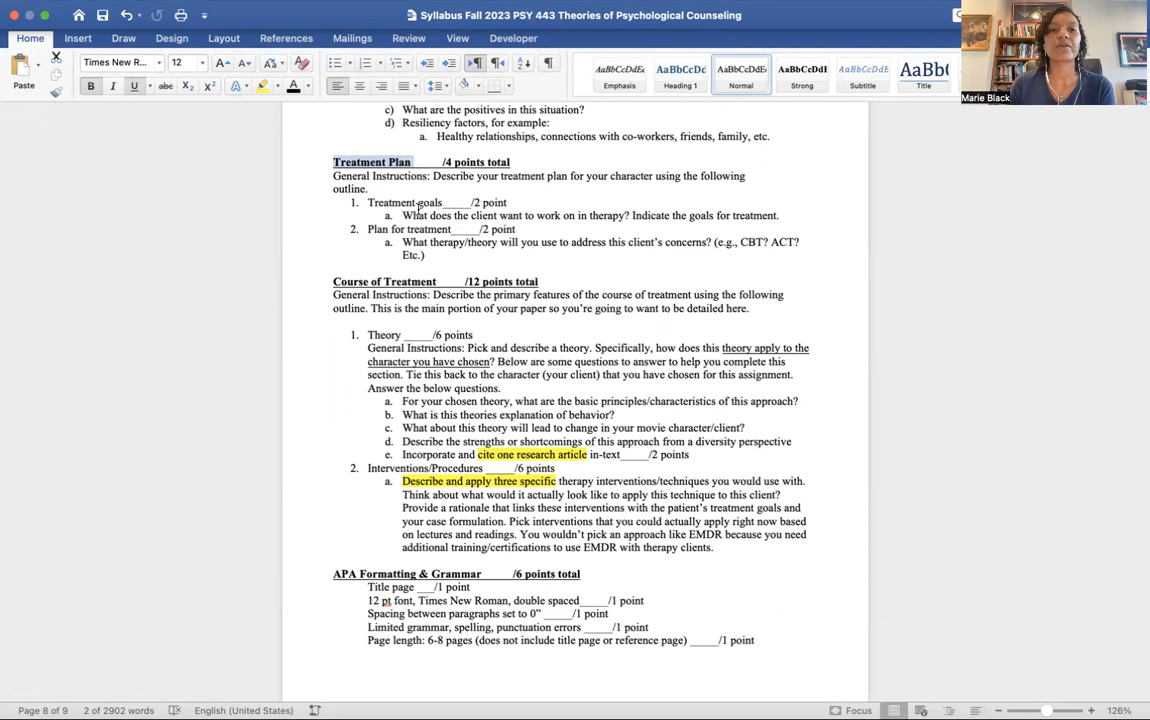 Syllabus Fall 2023 PSY 443 Theories of Psychological Counseling
Home Insert Draw Design Layout References Mailings Review View Developer
Paste
Times New R... 12
AaBbCcDdEe AaBbCcDc AaBbCcDdE AaBbCcDdE AaBbCcDdE AaBb(
Emphasis Heading 1 Normal Strong Subtitle Title
Marie Black
c) What are the positives in this situation?
d) Resiliency factors, for example:
a. Healthy relationships, connections with co-workers, friends, family, etc.
Treatment Plan ___/4 points total
General Instructions: Describe your treatment plan for your character using the following
outline.
1. Treatment goals_____/2 point
a. What does the client want to work on in therapy? Indicate the goals for treatment.
2. Plan for treatment_____/2 point
a. What therapy/theory will you use to address this client's concerns? (e.g., CBT? ACT?
Etc.)
Course of Treatment ___/12 points total
General Instructions: Describe the primary features of the course of treatment using the following
outline. This is the main portion of your paper so you're going to want to be detailed here.
1. Theory _____/6 points
General Instructions: Pick and describe a theory. Specifically, how does this theory apply to the
character you have chosen? Below are some questions to answer to help you complete this
section. Tie this back to the character (your client) that you have chosen for this assignment.
Answer the below questions.
a. For your chosen theory, what are the basic principles/characteristics of this approach?
b. What is this theories explanation of behavior?
c. What about this theory will lead to change in your movie character/client?
d. Describe the strengths or shortcomings of this approach from a diversity perspective
e. Incorporate and cite one research article in-text_____/2 points
2. Interventions/Procedures _____/6 points
a. Describe and apply three specific therapy interventions/techniques you would use with.
Think about what would it actually look like to apply this technique to this client?
Provide a rationale that links these interventions with the patient's treatment goals and
your case formulation. Pick interventions that you could actually apply right now based
on lectures and readings. You wouldn't pick an approach like EMDR because you need
additional training/certifications to use EMDR with therapy clients.
APA Formatting & Grammar ___/6 points total
Title page ___/1 point
12 pt font, Times New Roman, double spaced_____/1 point
Spacing between paragraphs set to 0” _____/1 point
Limited grammar, spelling, punctuation errors _____/1 point
Page length: 6-8 pages (does not include title page or reference page) _____/1 point
Page 8 of 9 2 of 2902 words English (United States) Focus 126%